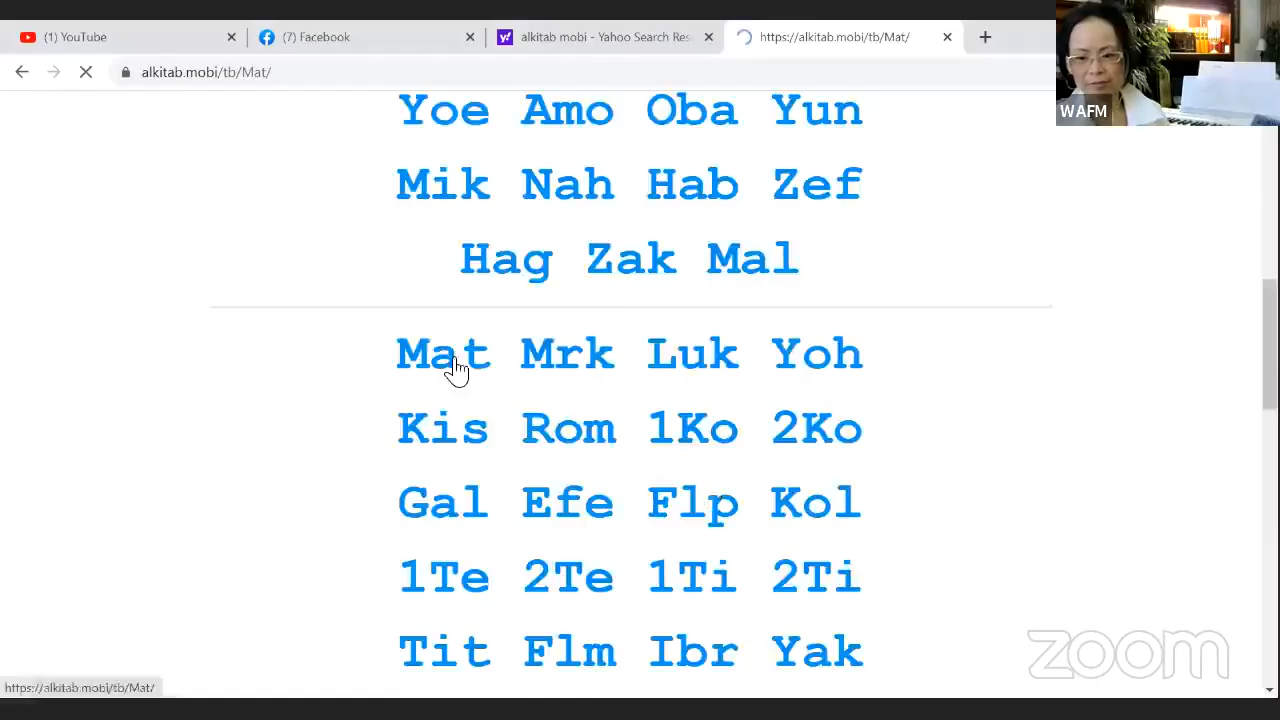 (1) YouTube
(7) Facebook
alkitab mobi - Yahoo Search Res
https://alkitab.mobi/tb/Mat/
alkitab.mobi/tb/Mat/
WAFM
Yoe Amo Oba Yun
Mik Nah Hab Zef
Hag Zak Mal
Mat Mrk Luk Yoh
Kis Rom 1Ko 2Ko
Gal Efe Flp Kol
1Te 2Te 1Ti 2Ti
Tit Flm Ibr Yak
zoom
https://alkitab.mobi/tb/Mat/